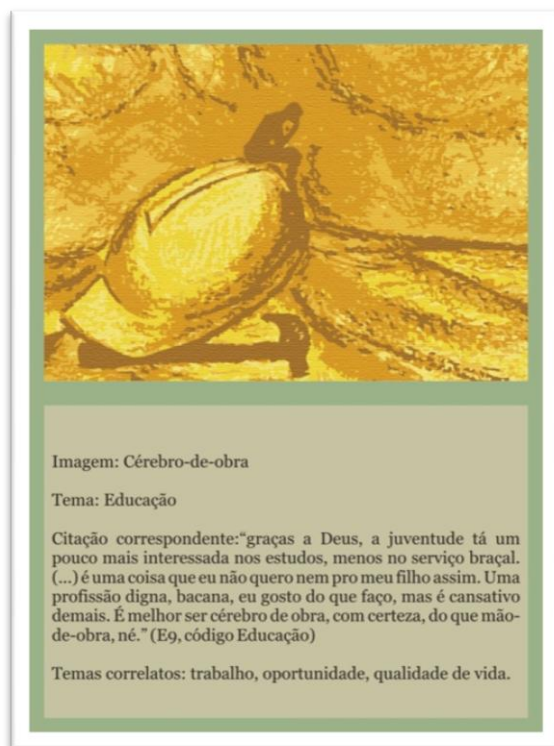 Imagem: Cérebro-de-obra
Tema: Educação
Citação correspondente:“graças a Deus, a juventude tá um
pouco mais interessada nos estudos, menos no serviço braçal.
(...) é uma coisa que eu não quero nem pro meu filho assim. Uma
profissão digna, bacana, eu gosto do que faço, mas é cansativo
demais. É melhor ser cérebro de obra, com certeza, do que mão-
de-obra, né.” (E9, código Educação)
Temas correlatos: trabalho, oportunidade, qualidade de vida.